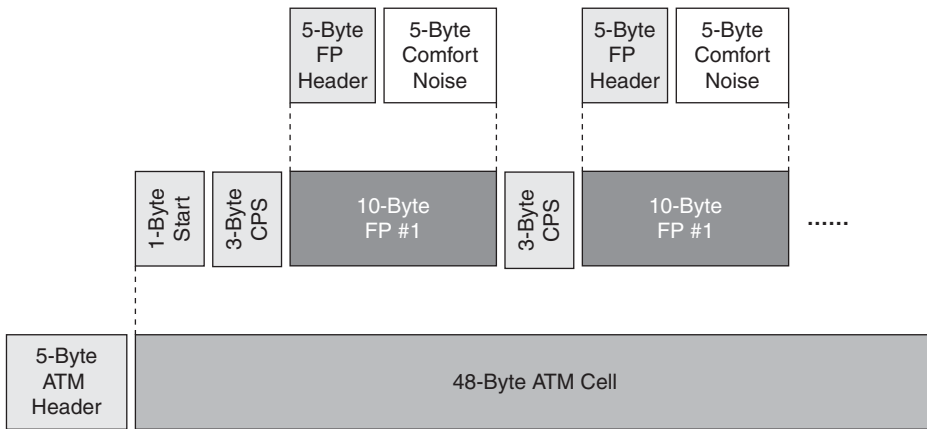 5-Byte
FP
Header
5-Byte
Comfort
Noise
5-Byte
FP
Header
5-Byte
Comfort
Noise
1-Byte
Start
3-Byte
CPS
10-Byte
FP #1
3-Byte
CPS
10-Byte
FP #1
......
5-Byte
ATM
Header
48-Byte ATM Cell